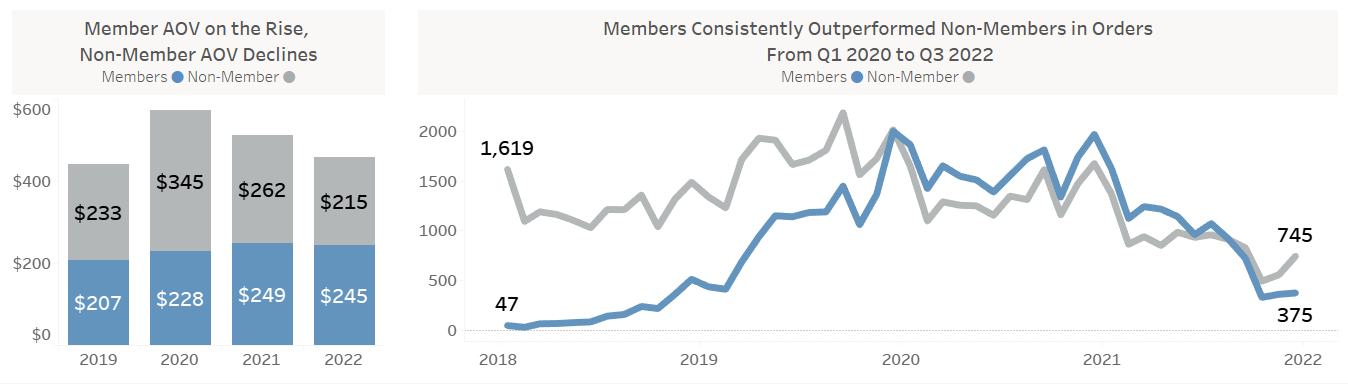 Member AOV on the Rise,
Non-Member AOV Declines
Members Non-Member
$600
$400
$200
$0
$233
$345
$262
$215
$207
$228
$249
$245
2019 2020 2021 2022
Members Consistently Outperformed Non-Members in Orders
From Q1 2020 to Q3 2022
Members Non-Member
2000
1500
1000
500
0
1,619
47
745
375
2018 2019 2020 2021 2022